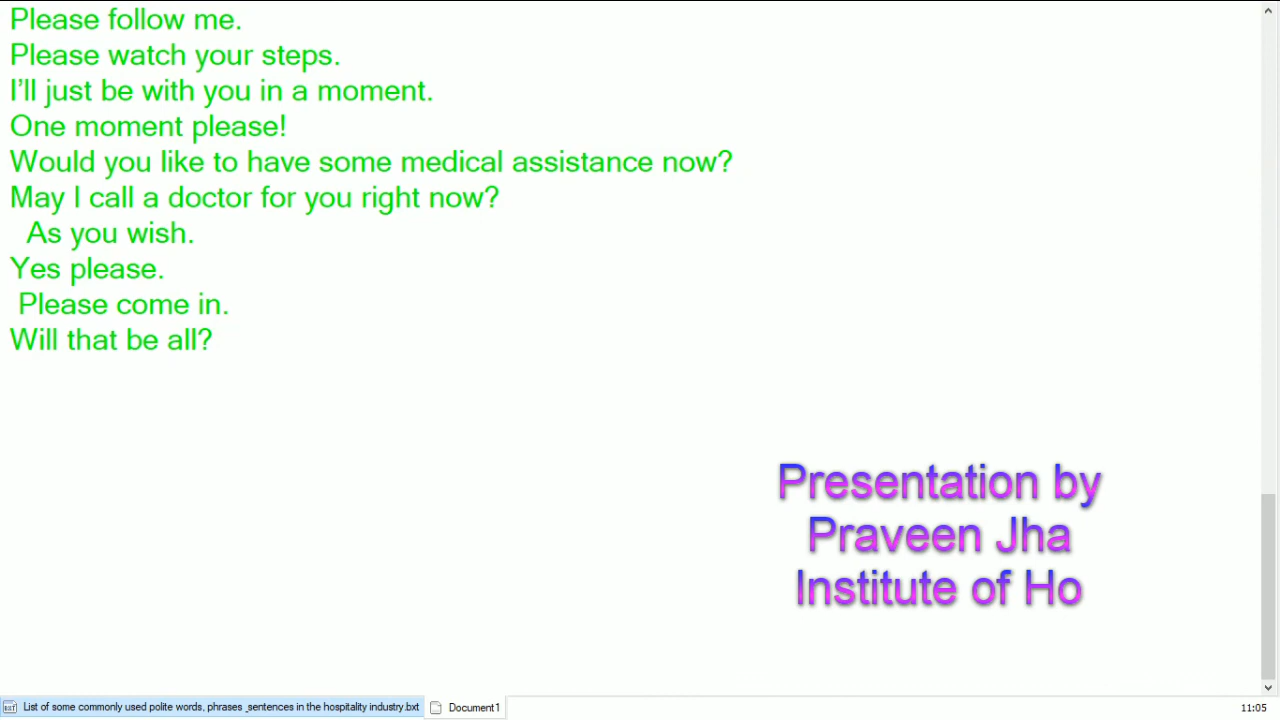 Please follow me.
Please watch your steps.
I’ll just be with you in a moment.
One moment please!
Would you like to have some medical assistance now?
May I call a doctor for you right now?
As you wish.
Yes please.
Please come in.
Will that be all?
Presentation by
Praveen Jha
Institute of Ho
List of some commonly used polite words, phrases _sentences in the hospitality industry.bxt
Document1
11:05